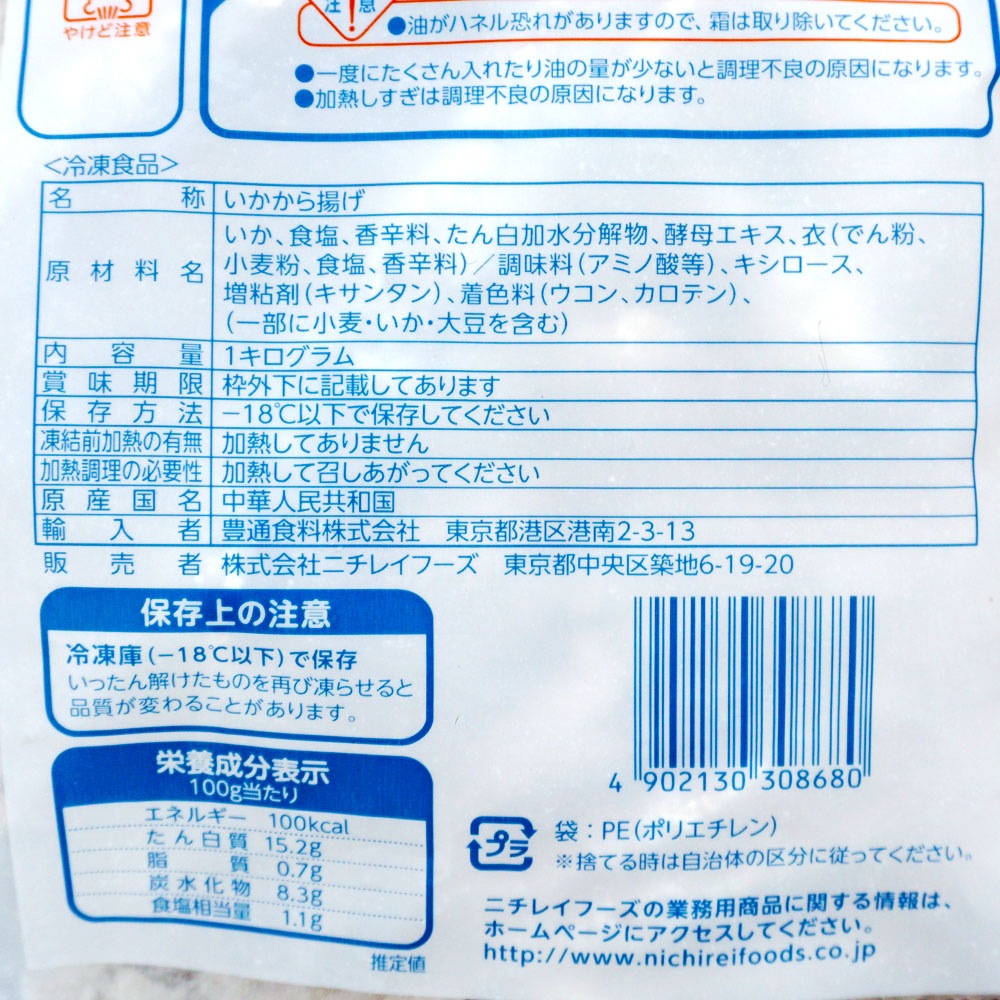 やけど注意
注意
●油がハネル恐れがありますので、霜は取り除いてください。
●一度にたくさん入れたり油の量が少ないと調理不良の原因になります。
●加熱しすぎは調理不良の原因になります。
<冷凍食品>
名称 いかから揚げ
原材料名 いか、食塩、香辛料、たん白加水分解物、酵母エキス、衣(でん粉、
小麦粉、食塩、香辛料)/調味料(アミノ酸等)、キシロース、
増粘剤(キサンタン)、着色料(ウコン、カロテン)、
(一部に小麦・いか・大豆を含む)
内容量 1キログラム
賞味期限 枠外下に記載してあります
保存方法 −18℃以下で保存してください
凍結前加熱の有無 加熱してありません
加熱調理の必要性 加熱して召しあがってください
原産国名 中華人民共和国
輸入者 豊通食料株式会社 東京都港区港南2-3-13
販売者 株式会社ニチレイフーズ 東京都中央区築地6-19-20
保存上の注意
冷凍庫(−18℃以下)で保存
いったん解けたものを再び凍らせると
品質が変わることがあります。
栄養成分表示
100g当たり
エネルギー 100kcal
たん白質 15.2g
脂質 0.7g
炭水化物 8.3g
食塩相当量 1.1g
推定値
4 902130 308680
プラ
袋:PE(ポリエチレン)
※捨てる時は自治体の区分に従ってください。
ニチレイフーズの業務用商品に関する情報は、
ホームページにアクセスしてください。
http://www.nichireifoods.co.jp